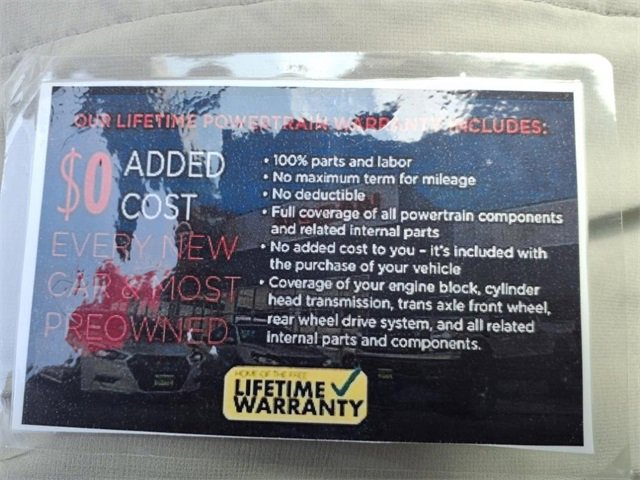 OUR LIFETIME POWERTRAIN WARRANTY INCLUDES:
$0 ADDED
COST
EVERY NEW
CAR & MOST
PREOWNED
• 100% parts and labor
• No maximum term for mileage
• No deductible
• Full coverage of all powertrain components
and related internal parts
• No added cost to you – it's included with
the purchase of your vehicle
• Coverage of your engine block, cylinder
head transmission, trans axle front wheel,
rear wheel drive system, and all related
internal parts and components.
HOME OF THE FREE
LIFETIME
WARRANTY